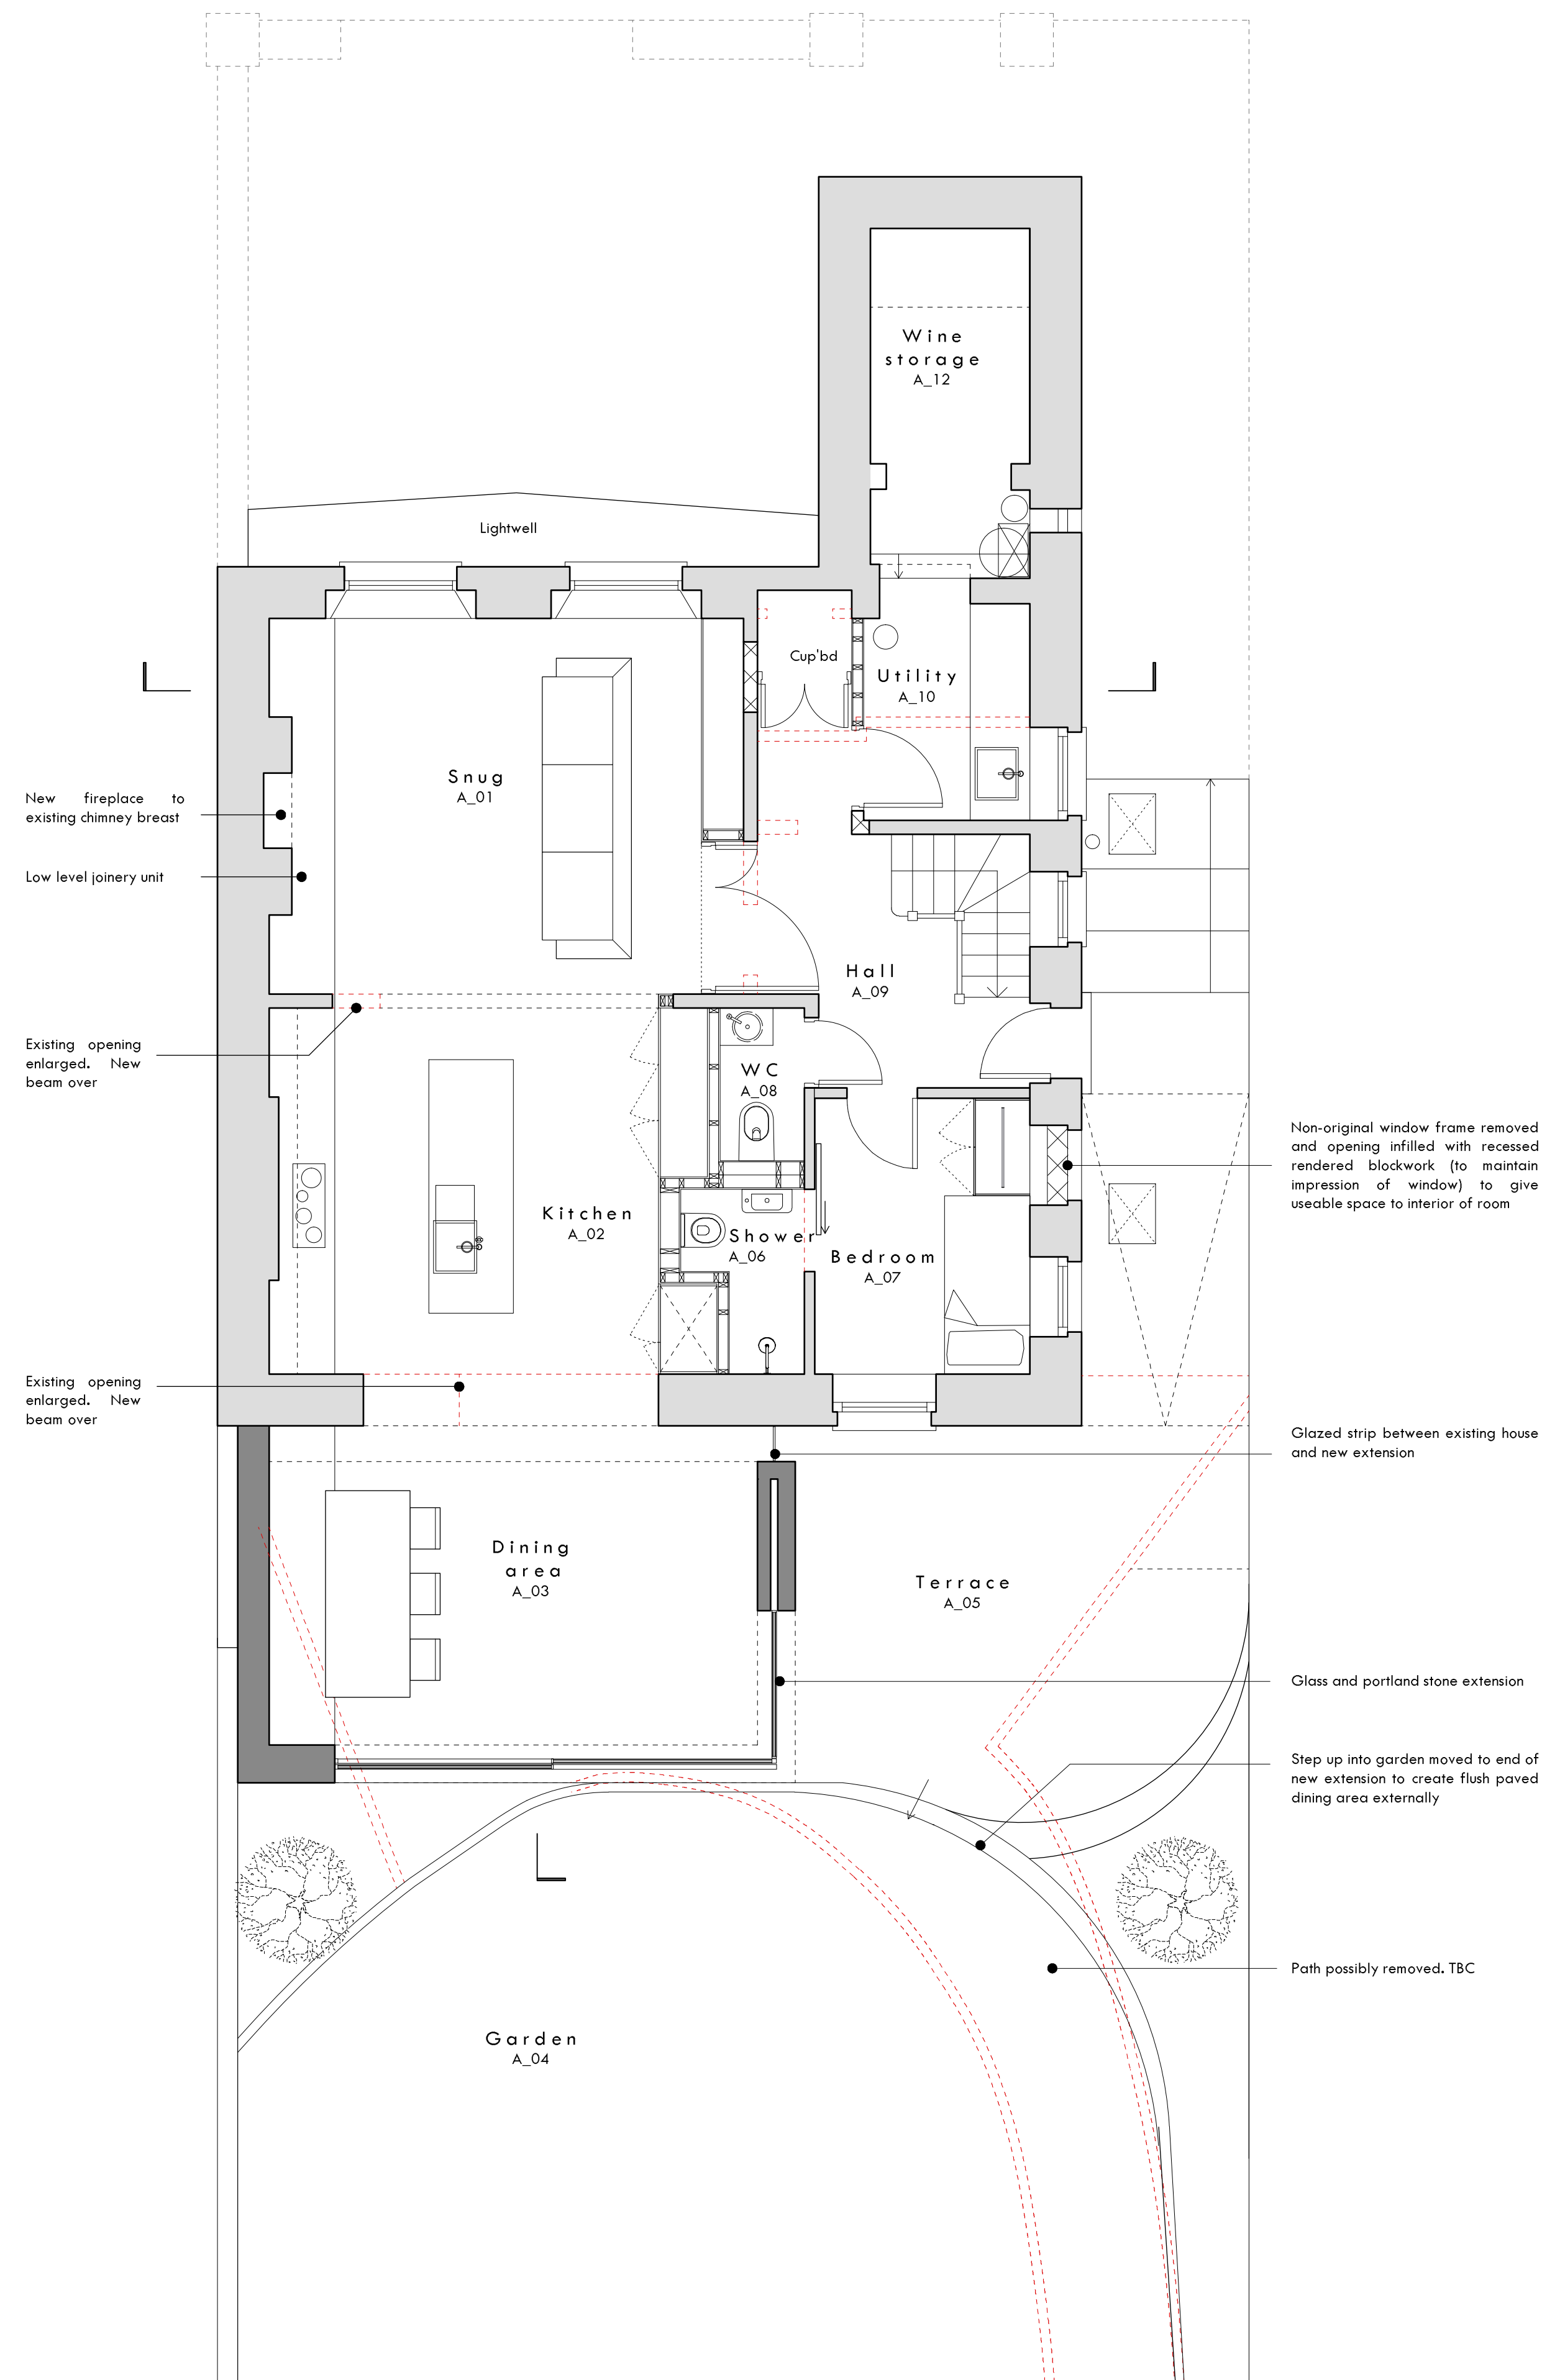 Wine
storage
A_12
Lightwell
Cup'bd
Utility
A_10
Snug
A_01
New fireplace to
existing chimney breast
Low level joinery unit
Hall
A_09
Existing opening
enlarged. New
beam over
WC
A_08
Non-original window frame removed
and opening infilled with recessed
rendered blockwork (to maintain
impression of window) to give
useable space to interior of room
Kitchen
A_02
Shower
A_06
Bedroom
A_07
Existing opening
enlarged. New
beam over
Glazed strip between existing house
and new extension
Dining
area
A_03
Terrace
A_05
Glass and portland stone extension
Step up into garden moved to end of
new extension to create flush paved
dining area externally
Path possibly removed. TBC
Garden
A_04